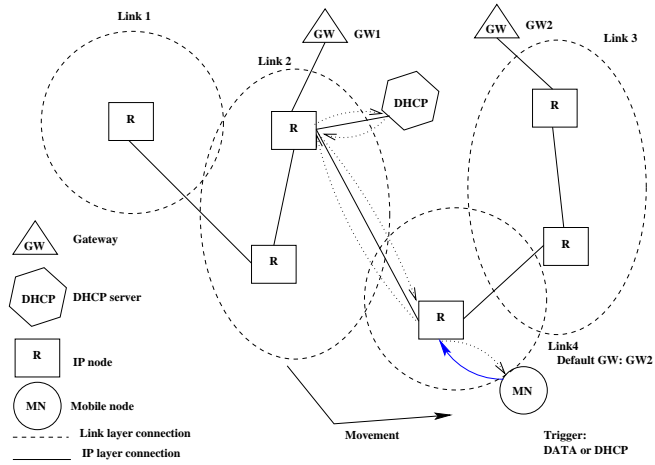 Link 1
GW
GW1
GW
GW2
Link 3
Link 2
DHCP
R
R
R
R
R
R
GW
Gateway
DHCP
DHCP server
R
IP node
MN
Mobile node
Link layer connection
IP layer connection
Link4
Default GW: GW2
MN
Movement
Trigger:
DATA or DHCP